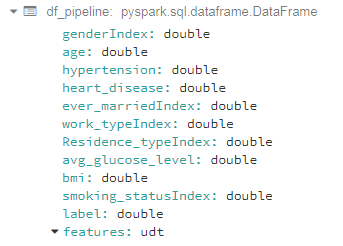 df_pipeline: pyspark.sql.dataframe.DataFrame
genderIndex: double
age: double
hypertension: double
heart_disease: double
ever_marriedIndex: double
work_typeIndex: double
Residence_typeIndex: double
avg_glucose_level: double
bmi: double
smoking_statusIndex: double
label: double
features: udt